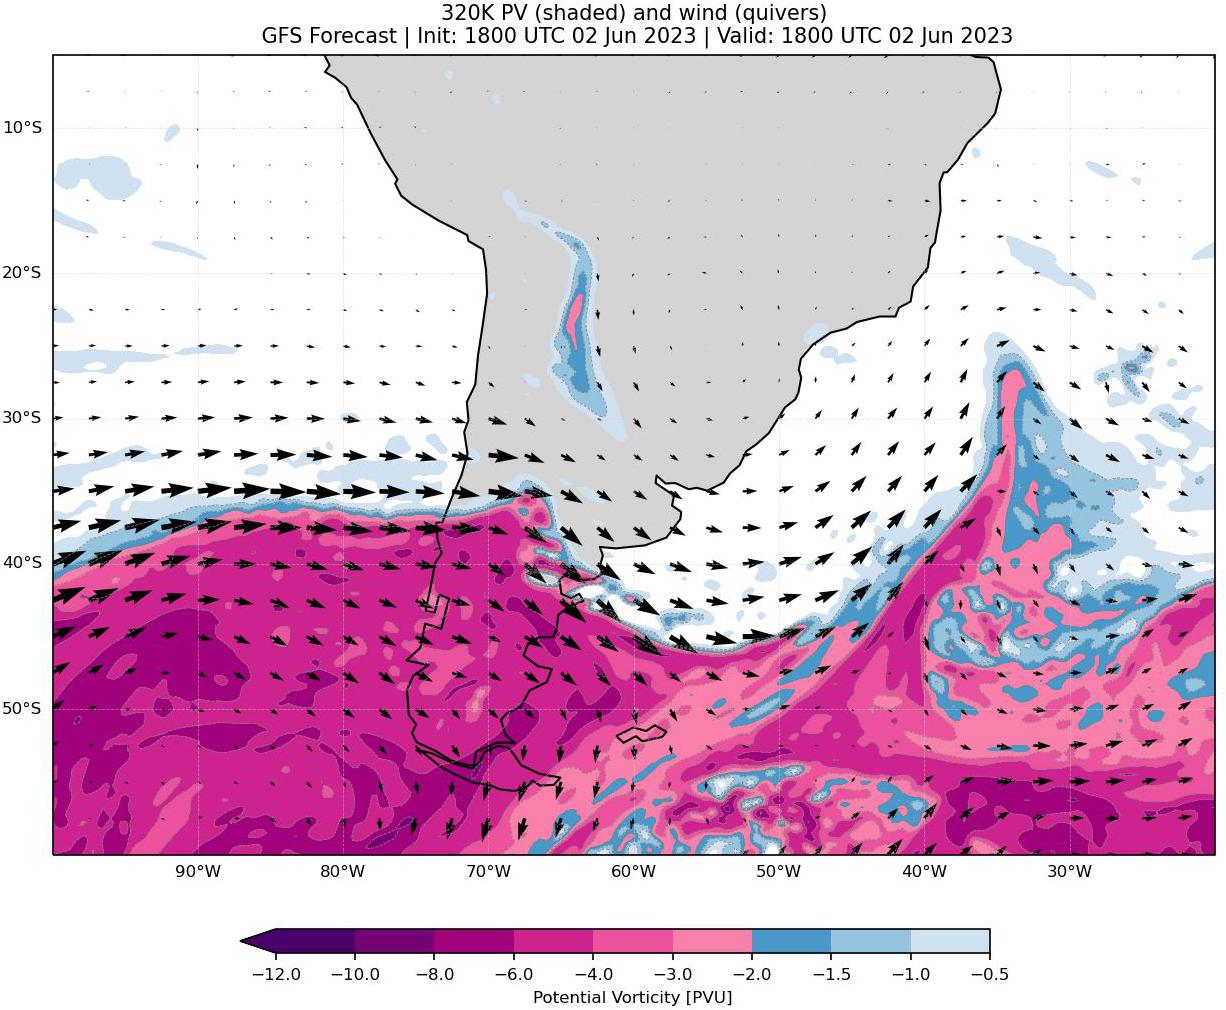 320K PV (shaded) and wind (quivers)
GFS Forecast | Init: 1800 UTC 02 Jun 2023 | Valid: 1800 UTC 02 Jun 2023
10°S
20°S
30°S
40°S
50°S
90°W 80°W 70°W 60°W 50°W 40°W 30°W
−12.0 −10.0 −8.0 −6.0 −4.0 −3.0 −2.0 −1.5 −1.0 −0.5
Potential Vorticity [PVU]